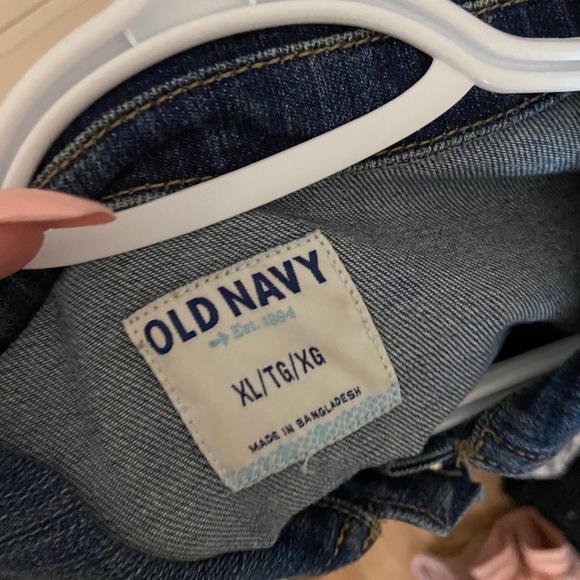 OLD NAVY
Est. 1994
XL/TG/XG
MADE IN BANGLADESH